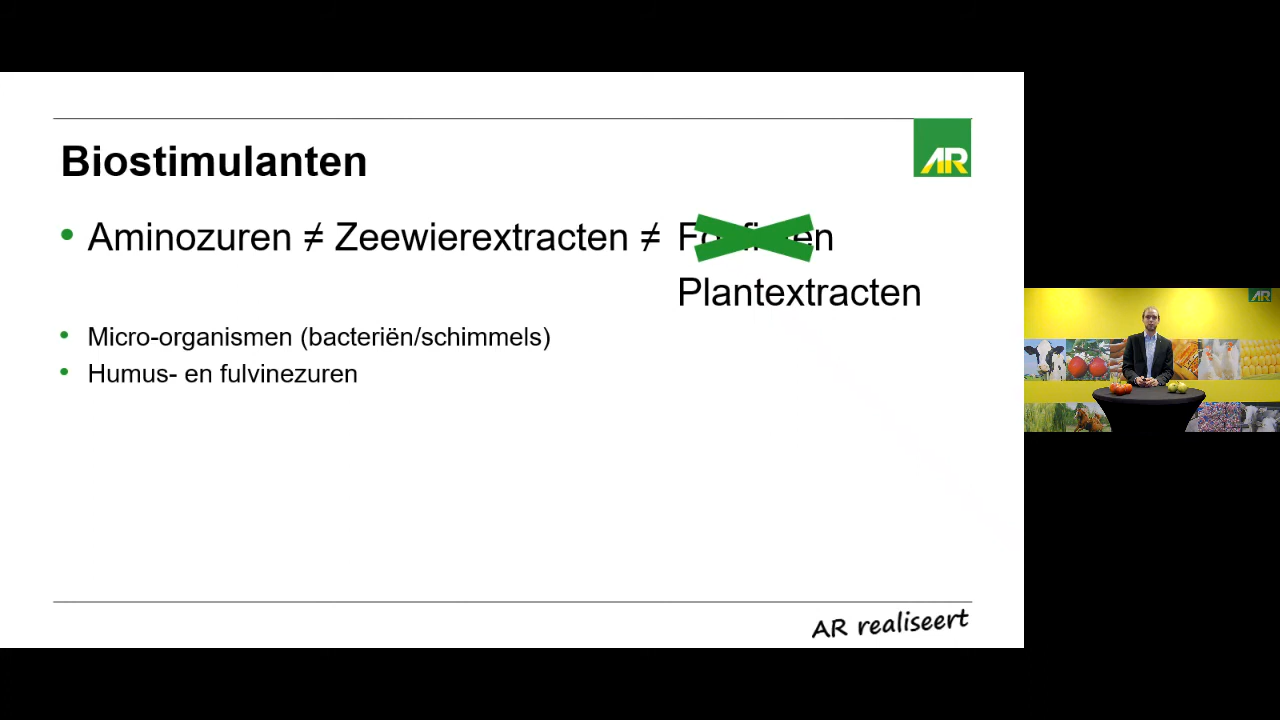 Biostimulanten
AR
• Aminozuren ≠ Zeewierextracten ≠
Plantextracten
• Micro-organismen (bacteriën/schimmels)
• Humus- en fulvinezuren
AR realiseert
AR